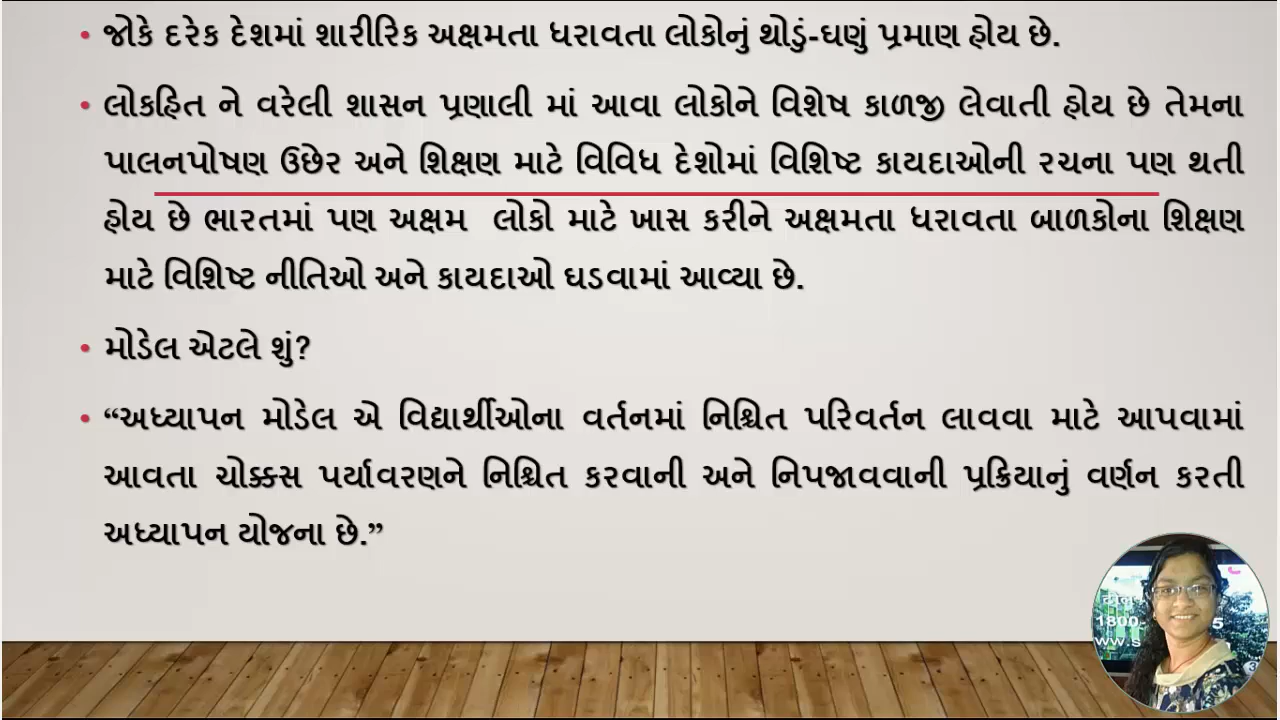 • જોકે દરેક દેશમાં શારીરિક અક્ષમતા ધરાવતા લોકોનું થોડું-ઘણું પ્રમાણ હોય છે.
• લોકહિત ને વરેલી શાસન પ્રણાલી માં આવા લોકોને વિશેષ કાળજી લેવાતી હોય છે તેમના
પાલનપોષણ ઉછેર અને શિક્ષણ માટે વિવિધ દેશોમાં વિશિષ્ટ કાયદાઓની રચના પણ થતી
હોય છે ભારતમાં પણ અક્ષમ લોકો માટે ખાસ કરીને અક્ષમતા ધરાવતા બાળકોના શિક્ષણ
માટે વિશિષ્ટ નીતિઓ અને કાયદાઓ ઘડવામાં આવ્યા છે.
• મોડેલ એટલે શું?
• “અધ્યાપન મોડેલ એ વિદ્યાર્થીઓના વર્તનમાં નિશ્ચિત પરિવર્તન લાવવા માટે આપવામાં
આવતા ચોક્કસ પર્યાવરણને નિશ્ચિત કરવાની અને નિપજાવવાની પ્રક્રિયાનું વર્ણન કરતી
અધ્યાપન યોજના છે.”
1800-
5